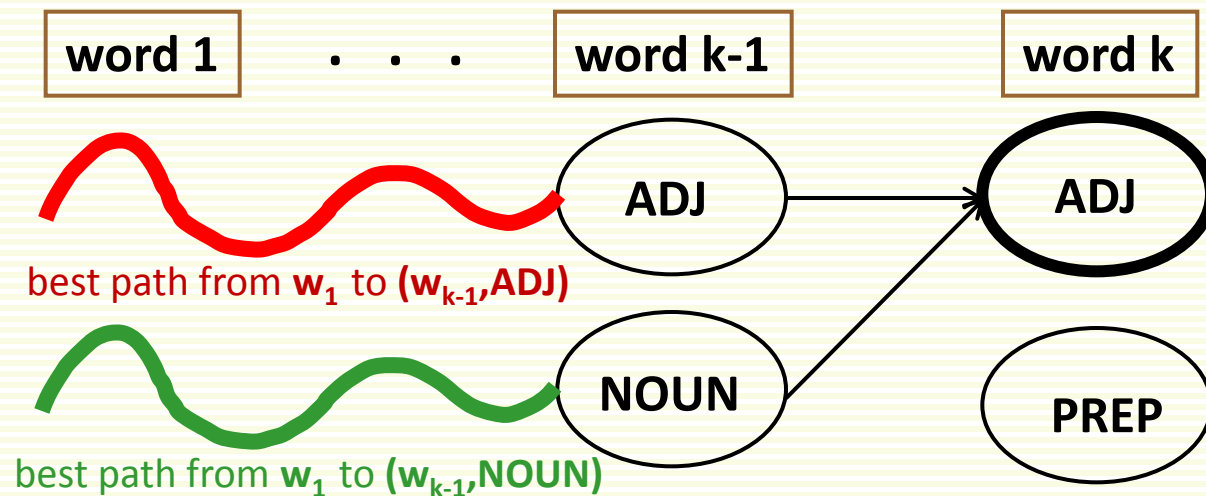 word 1 . . . word k-1 word k
ADJ ADJ
best path from w₁ to (wₖ₋₁,ADJ)
NOUN PREP
best path from w₁ to (wₖ₋₁,NOUN)